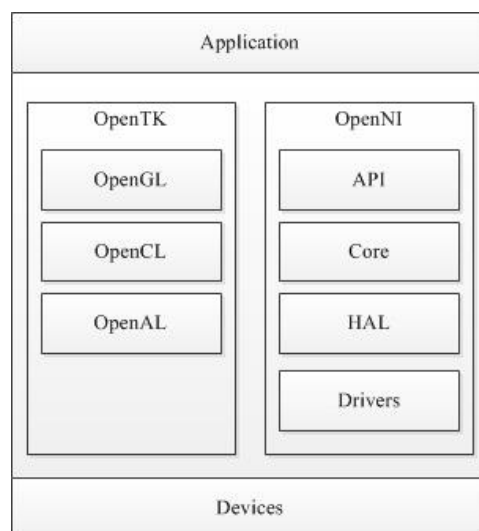 Application
OpenTK
OpenGL
OpenCL
OpenAL
OpenNI
API
Core
HAL
Drivers
Devices